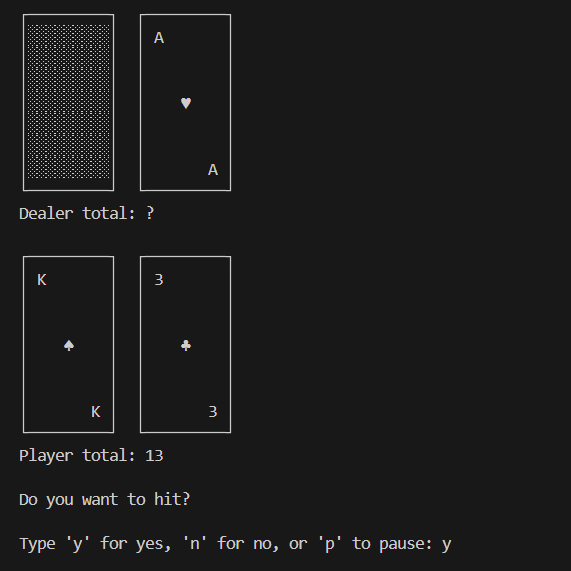 A
♥
A
Dealer total: ?
K 3
♠ ♣
K 3
Player total: 13
Do you want to hit?
Type 'y' for yes, 'n' for no, or 'p' to pause: y